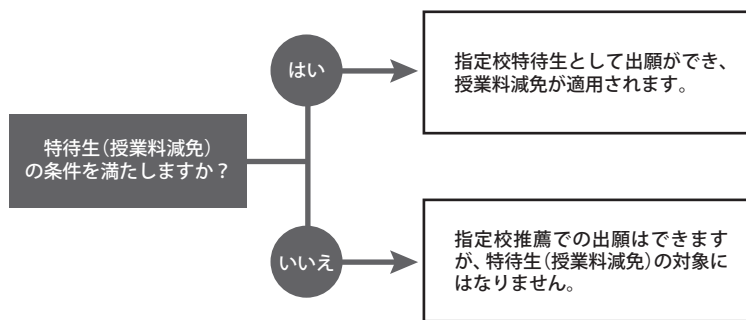 特待生(授業料減免)
の条件を満たしますか？
はい
指定校特待生として出願ができ、
授業料減免が適用されます。
いいえ
指定校推薦での出願はできます
が、特待生(授業料減免)の対象に
はなりません。